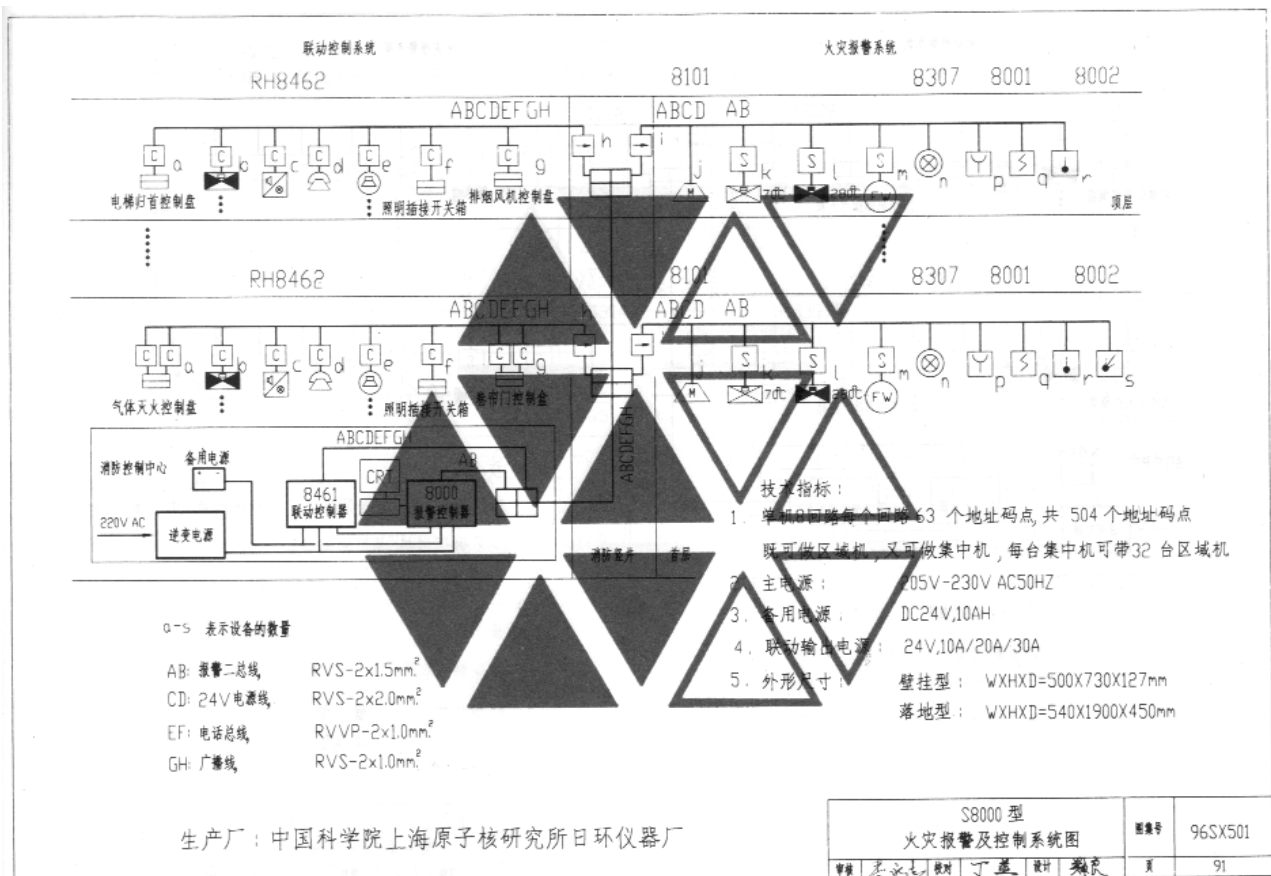 联动控制系统 火灾报警系统
RH8462 8101 8307 8001 8002
ABCDEFGH ABCD AB
h i
C a C b C c C d C e C f C g j S k S l S m n p q r
M 70℃ 280℃ FW
电梯归首控制盘 照明插接开关箱 排烟风机控制盘 顶层
RH8462 8101 8307 8001 8002
ABCDEFGH ABCD AB
h i
C C a C b C c C d C e C f C C g j S k S l S m n p q r s
M 70℃ 280℃ FW
气体灭火控制盘 照明插接开关箱 卷帘门控制盒
ABCDEFGH
消防控制中心 备用电源 CRT AB ABCDEFGH
8461 8000
联动控制器 报警控制器
220V AC 逆变电源
消防竖井 首层
技术指标:
1. 单机8回路每个回路 63 个地址码点,共 504 个地址码点
既可做区域机,又可做集中机,每台集中机可带32 台区域机
2. 主电源: 205V-230V AC50HZ
3. 备用电源: DC24V,10AH
4. 联动输出电源: 24V,10A/20A/30A
5. 外形尺寸: 壁挂型: WXHXD=500X730X127mm
落地型: WXHXD=540X1900X450mm
a-s 表示设备的数量
AB: 报警二总线, RVS-2x1.5mm²
CD: 24V电源线, RVS-2x2.0mm²
EF: 电话总线, RVVP-2x1.0mm²
GH: 广播线, RVS-2x1.0mm²
生产厂:中国科学院上海原子核研究所日环仪器厂
S8000 型
火灾报警及控制系统图
图集号 96SX501
审核 校对 设计 页 91